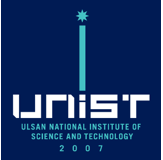 UNIST
ULSAN NATIONAL INSTITUTE OF
SCIENCE AND TECHNOLOGY
2007